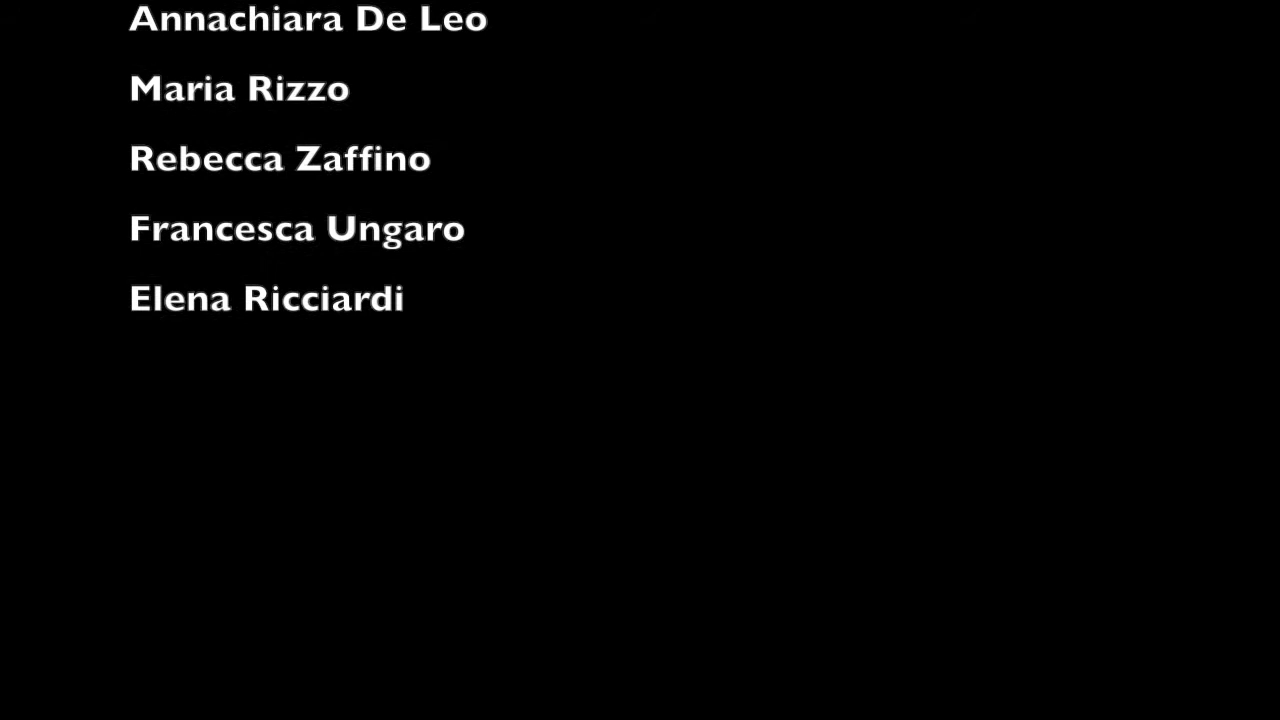 Annachiara De Leo
Maria Rizzo
Rebecca Zaffino
Francesca Ungaro
Elena Ricciardi